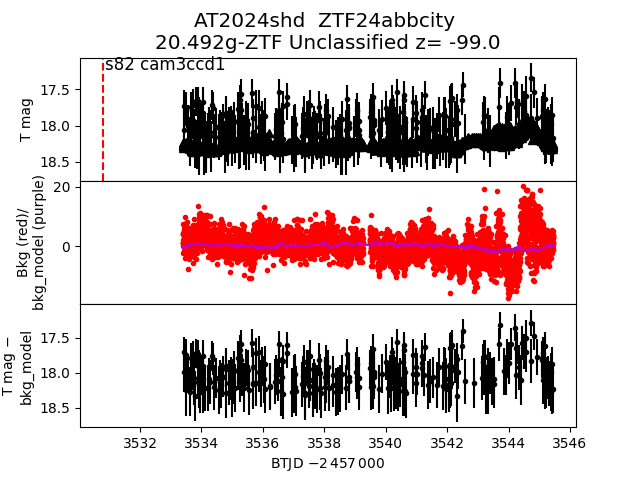 AT2024shd ZTF24abbcity
20.492g-ZTF Unclassified z= -99.0
s82 cam3ccd1
T mag
17.5
18.0
18.5
Bkg (red)/
bkg_model (purple)
20
0
T mag −
bkg_model
17.5
18.0
18.5
3532 3534 3536 3538 3540 3542 3544 3546
BTJD −2 457 000